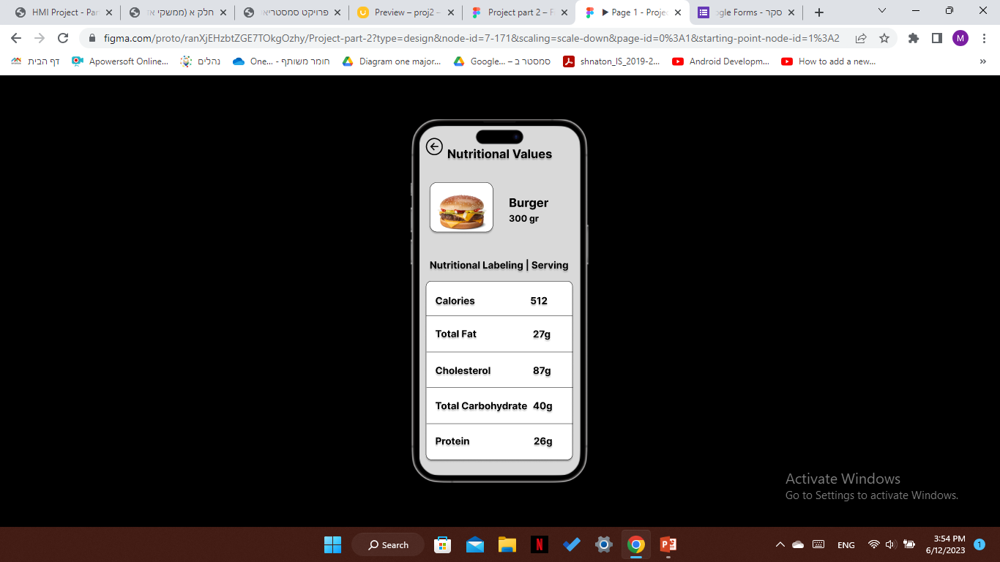 HMI Project - Par
חלק א (ממשקי אד
פרויקט סמסטריאל
Preview – proj2 –
Project part 2 – F
▶ Page 1 - Projec
סקר - ogle Forms
figma.com/proto/ranXjEHzbtZGE7TOkgOzhy/Project-part-2?type=design&node-id=7-171&scaling=scale-down&page-id=0%3A1&starting-point-node-id=1%3A2
M
דף הבית
Apowersoft Online...
נהלים
חומר משותף - One...
Diagram one major...
סמסטר ב – Google...
shnaton_IS_2019-2...
Android Developm...
How to add a new...
»
Nutritional Values
Burger
300 gr
Nutritional Labeling | Serving
Calories 512
Total Fat 27g
Cholesterol 87g
Total Carbohydrate 40g
Protein 26g
Activate Windows
Go to Settings to activate Windows.
Search
ENG
3:54 PM
6/12/2023
1